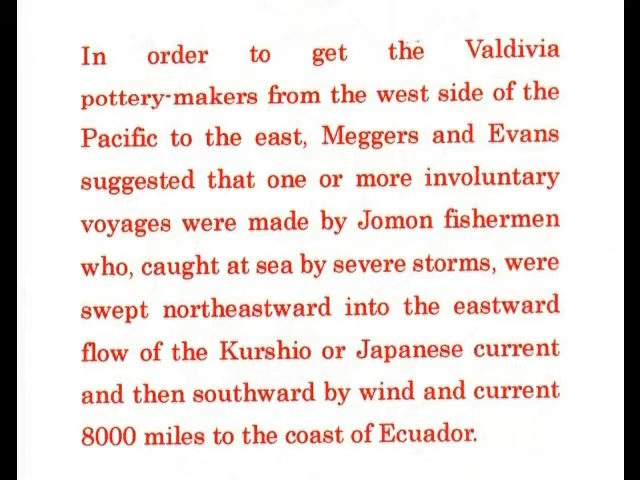 In order to get the Valdivia
pottery-makers from the west side of the
Pacific to the east, Meggers and Evans
suggested that one or more involuntary
voyages were made by Jomon fishermen
who, caught at sea by severe storms, were
swept northeastward into the eastward
flow of the Kurshio or Japanese current
and then southward by wind and current
8000 miles to the coast of Ecuador.